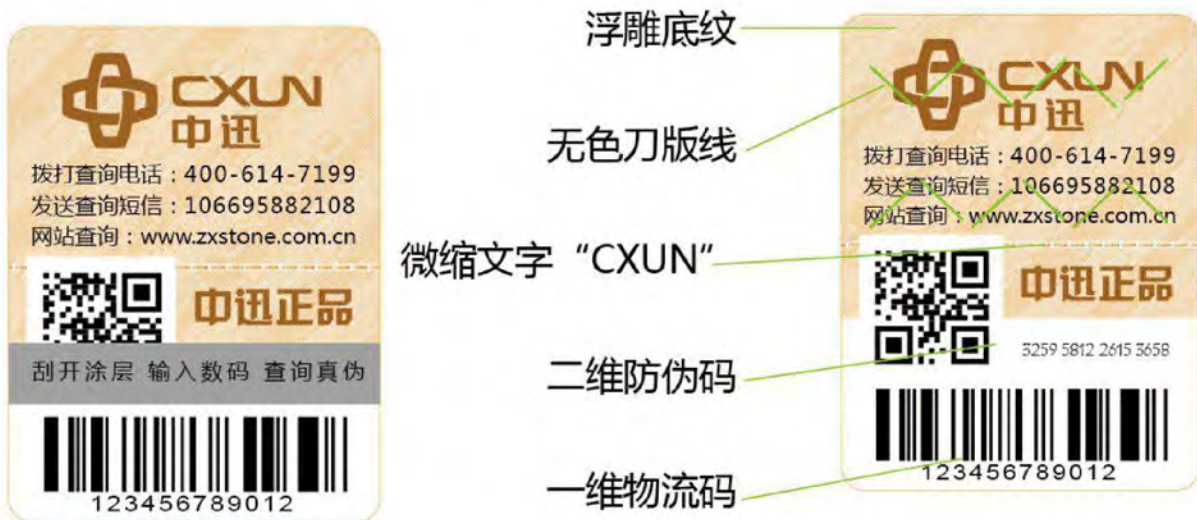 CXUN
中迅
拨打查询电话：400-614-7199
发送查询短信：106695882108
网站查询：www.zxstone.com.cn
中迅正品
刮开涂层 输入数码 查询真伪
123456789012
浮雕底纹
无色刀版线
微缩文字“CXUN”
二维防伪码
一维物流码
CXUN
中迅
拨打查询电话：400-614-7199
发送查询短信：106695882108
网站查询：www.zxstone.com.cn
中迅正品
3259 5812 2615 3658
123456789012